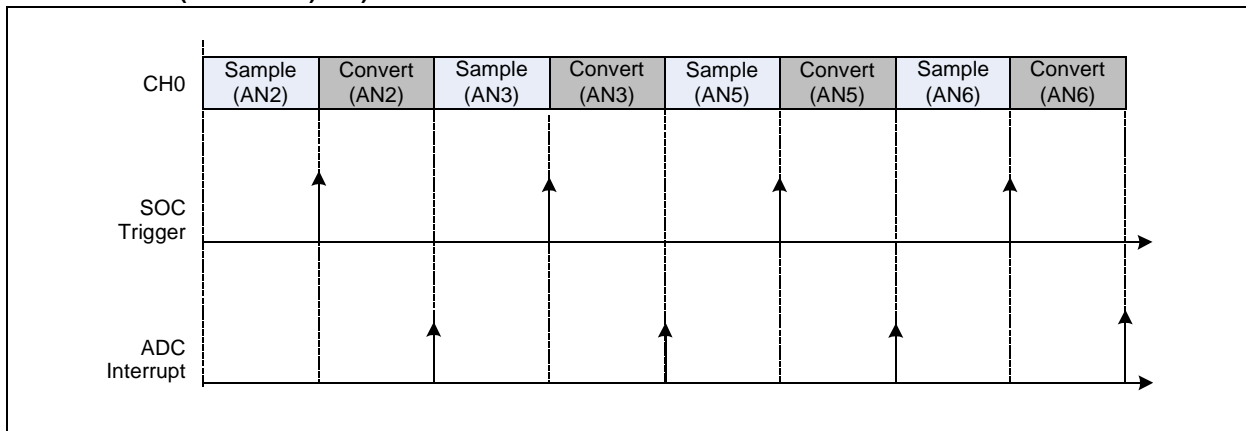 CH0
Sample
(AN2)
Convert
(AN2)
Sample
(AN3)
Convert
(AN3)
Sample
(AN5)
Convert
(AN5)
Sample
(AN6)
Convert
(AN6)
SOC
Trigger
ADC
Interrupt